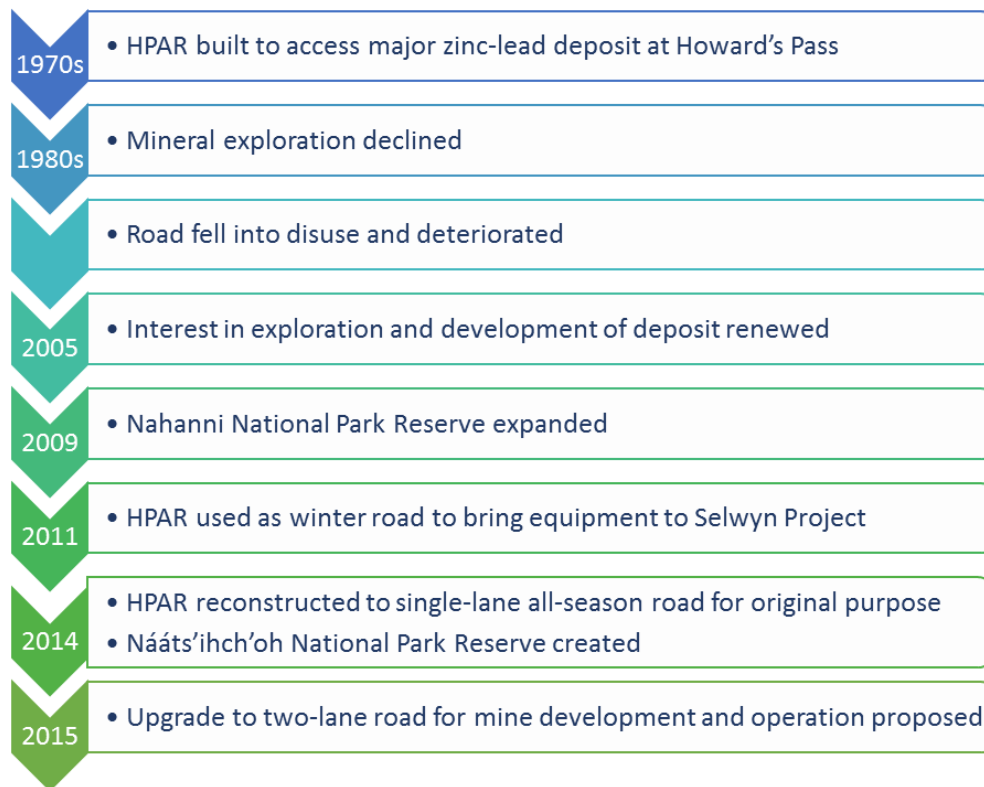 1970s
• HPAR built to access major zinc-lead deposit at Howard's Pass
1980s
• Mineral exploration declined
• Road fell into disuse and deteriorated
2005
• Interest in exploration and development of deposit renewed
2009
• Nahanni National Park Reserve expanded
2011
• HPAR used as winter road to bring equipment to Selwyn Project
2014
• HPAR reconstructed to single-lane all-season road for original purpose
• Nááts'ihch'oh National Park Reserve created
2015
• Upgrade to two-lane road for mine development and operation proposed